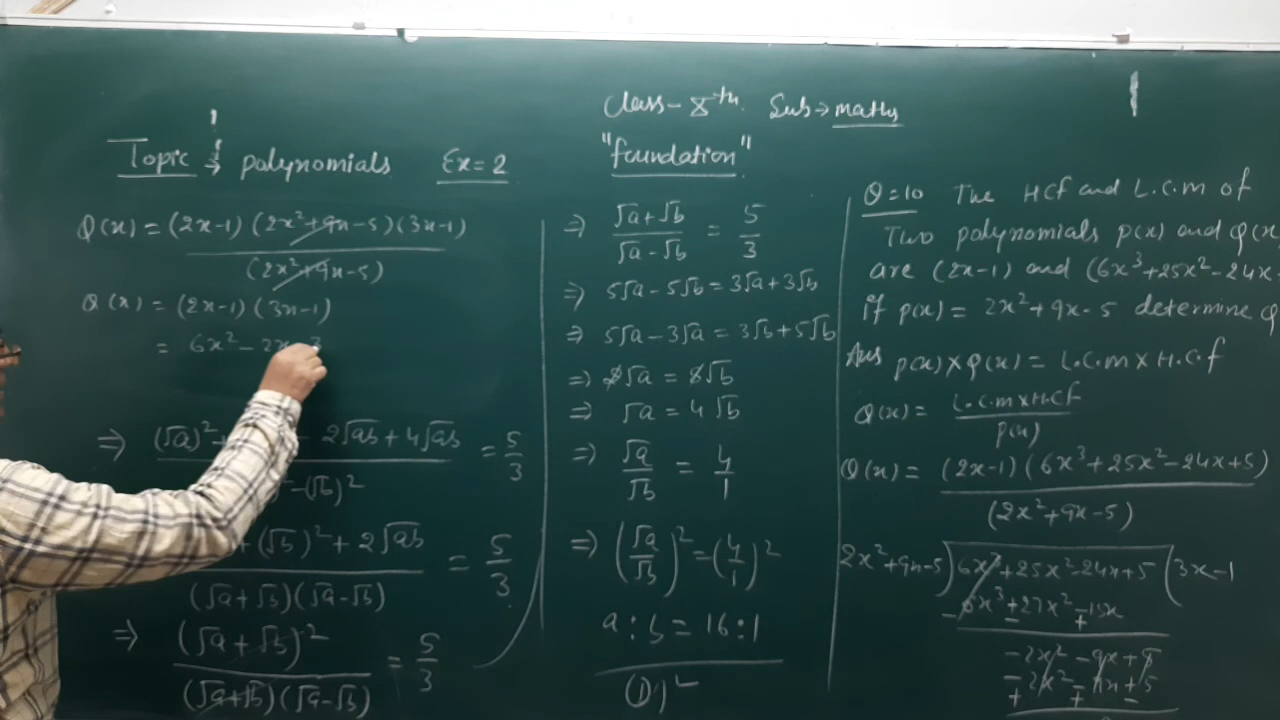 Class - 8th. Sub → maths
"foundation"
Topic → polynomials Ex = 2
Q(x) = (2x-1) (2x²+9x-5) (3x-1)
(2x²+9x-5)
Q(x) = (2x-1) (3x-1)
= 6x² - 2x - 3
⇒ (√a)²+ - 2√ab + 4√ab = 5/3
² - (√b)²
+ (√b)² + 2√ab = 5/3
(√a+√b)(√a-√b)
⇒ (√a + √b)² = 5/3
(√a+√b)(√a-√b)
⇒ √a+√b / √a-√b = 5/3
⇒ 5√a - 5√b = 3√a + 3√b
⇒ 5√a - 3√a = 3√b + 5√b
⇒ 2√a = 8√b
⇒ √a = 4√b
⇒ √a/√b = 4/1
⇒ (√a/√b)² = (4/1)²
a : b = 16 : 1
Q = 10 The HCf and L.C.m of
Two polynomials p(x) and Q(x
are (2x-1) and (6x³+25x²-24x
if p(x) = 2x²+9x-5 determine Q
Ans p(x) × Q(x) = L.C.m × H.C.f
Q(x) = L.C.m × HCf
p(x)
Q(x) = (2x-1) (6x³+25x²-24x+5)
(2x²+9x-5)
2x²+9x-5) 6x³+25x²-24x+5 (3x-1
6x³+27x²-15x
-2x²-9x+5
-2x²-9x+5